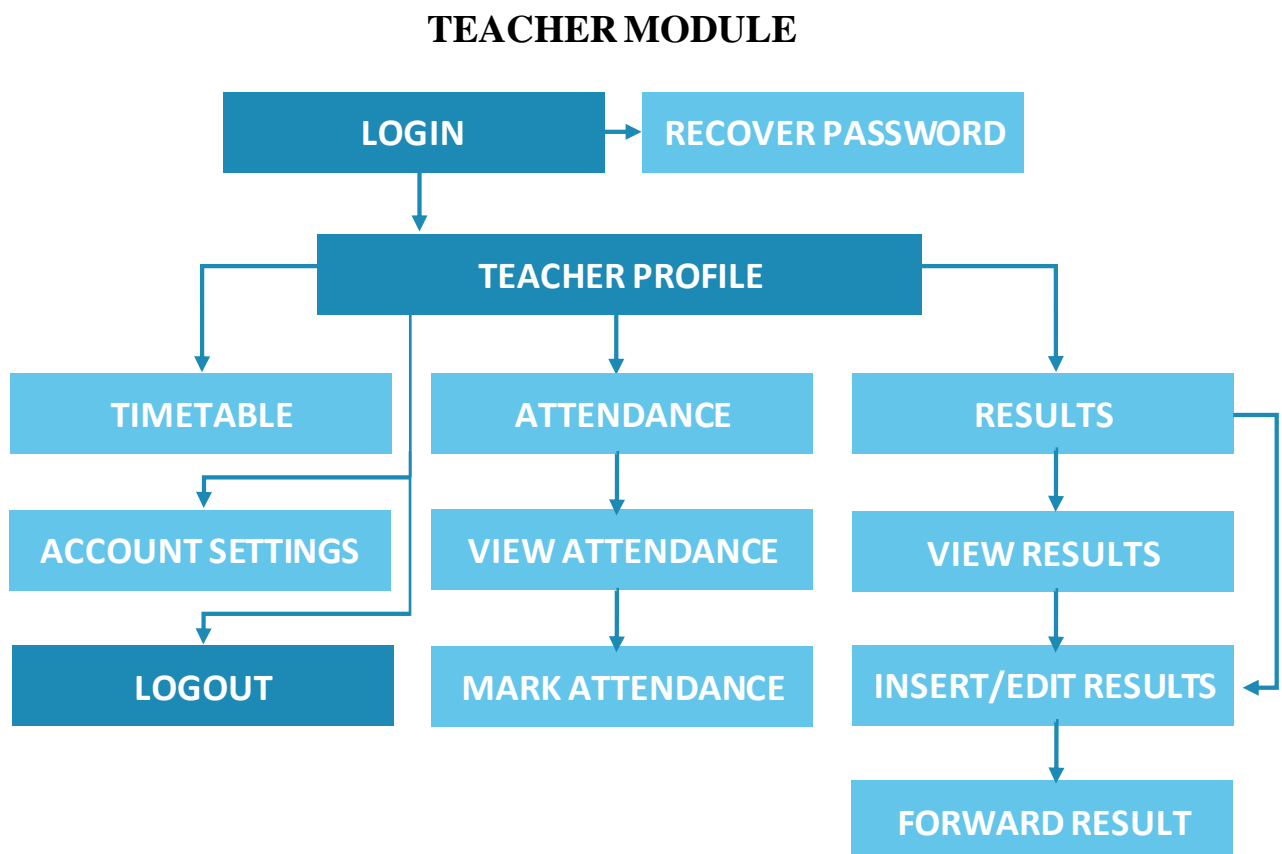 TEACHER MODULE
LOGIN
RECOVER PASSWORD
TEACHER PROFILE
TIMETABLE
ATTENDANCE
RESULTS
ACCOUNT SETTINGS
VIEW ATTENDANCE
VIEW RESULTS
LOGOUT
MARK ATTENDANCE
INSERT/EDIT RESULTS
FORWARD RESULT